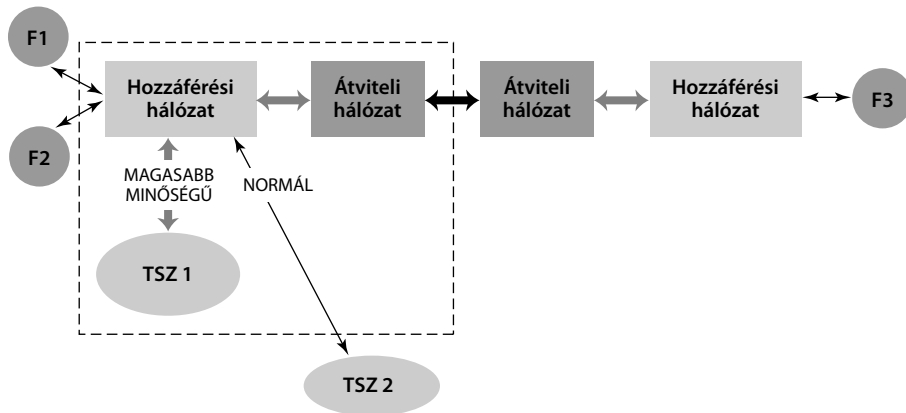 F1
F2
Hozzáférési
hálózat
Átviteli
hálózat
Átviteli
hálózat
Hozzáférési
hálózat
F3
MAGASABB
MINŐSÉGŰ
NORMÁL
TSZ 1
TSZ 2